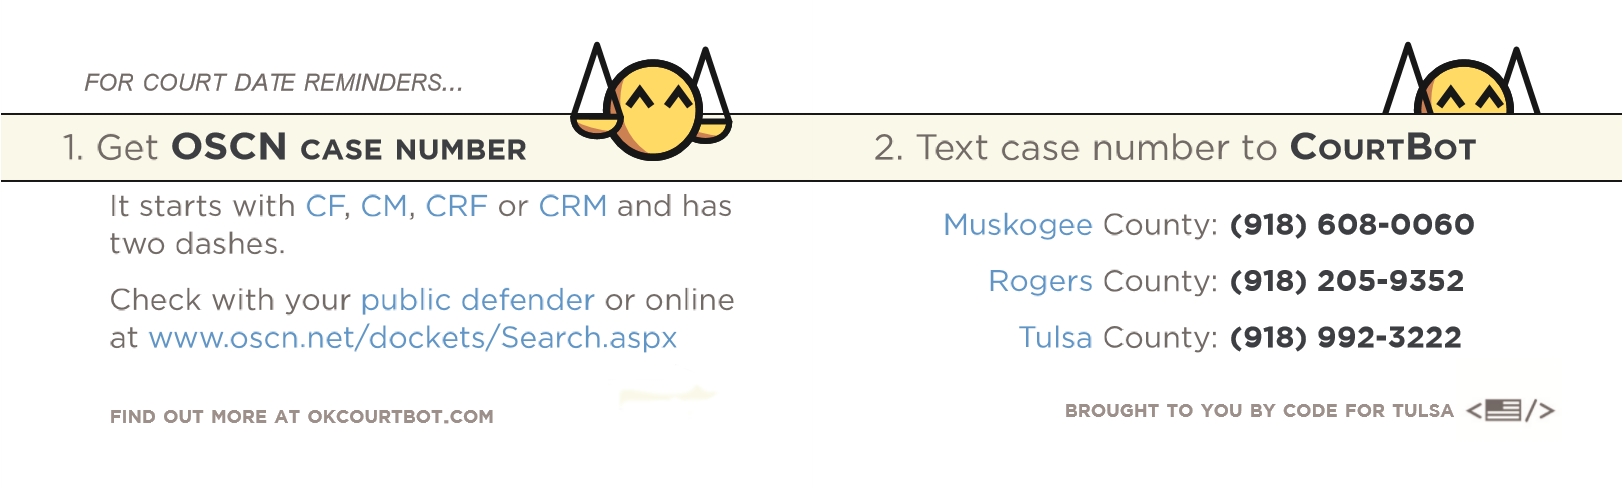 FOR COURT DATE REMINDERS...
1. Get OSCN CASE NUMBER
It starts with CF, CM, CRF or CRM and has
two dashes.
Check with your public defender or online
at www.oscn.net/dockets/Search.aspx
FIND OUT MORE AT OKCOURTBOT.COM
2. Text case number to COURTBOT
Muskogee County: (918) 608-0060
Rogers County: (918) 205-9352
Tulsa County: (918) 992-3222
BROUGHT TO YOU BY CODE FOR TULSA